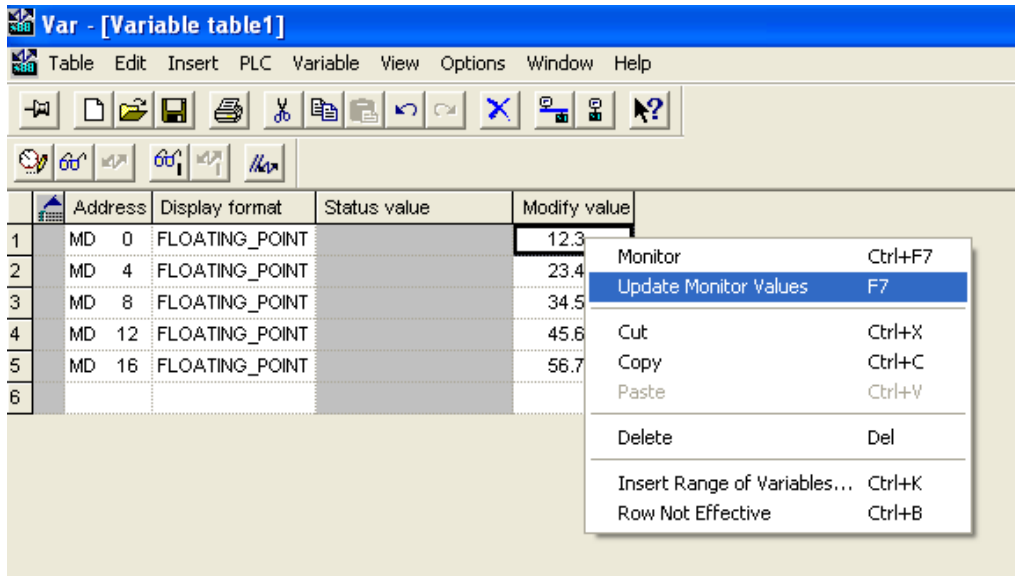 Var - [Variable table1]
Table Edit Insert PLC Variable View Options Window Help
Address Display format Status value Modify value
1 MD 0 FLOATING_POINT 12.3
2 MD 4 FLOATING_POINT 23.4
3 MD 8 FLOATING_POINT 34.5
4 MD 12 FLOATING_POINT 45.6
5 MD 16 FLOATING_POINT 56.7
6
Monitor Ctrl+F7
Update Monitor Values F7
Cut Ctrl+X
Copy Ctrl+C
Paste Ctrl+V
Delete Del
Insert Range of Variables... Ctrl+K
Row Not Effective Ctrl+B